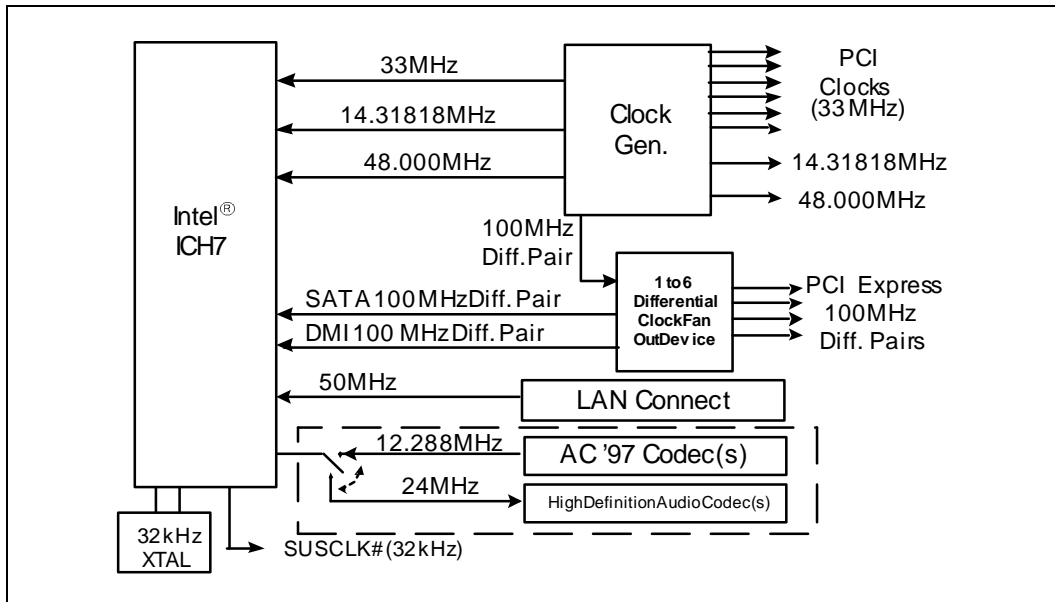 33MHz
14.31818MHz
48.000MHz
Intel®
ICH7
Clock
Gen.
PCI
Clocks
(33MHz)
14.31818MHz
48.000MHz
100MHz
Diff.Pair
1 to 6
Differential
ClockFan
OutDevice
PCI Express
100MHz
Diff. Pairs
SATA 100 MHz Diff. Pair
DMI 100 MHz Diff. Pair
50MHz
LAN Connect
12.288MHz
AC '97 Codec(s)
24MHz
HighDefinitionAudioCodec(s)
32kHz
XTAL
SUSCLK# (32kHz)